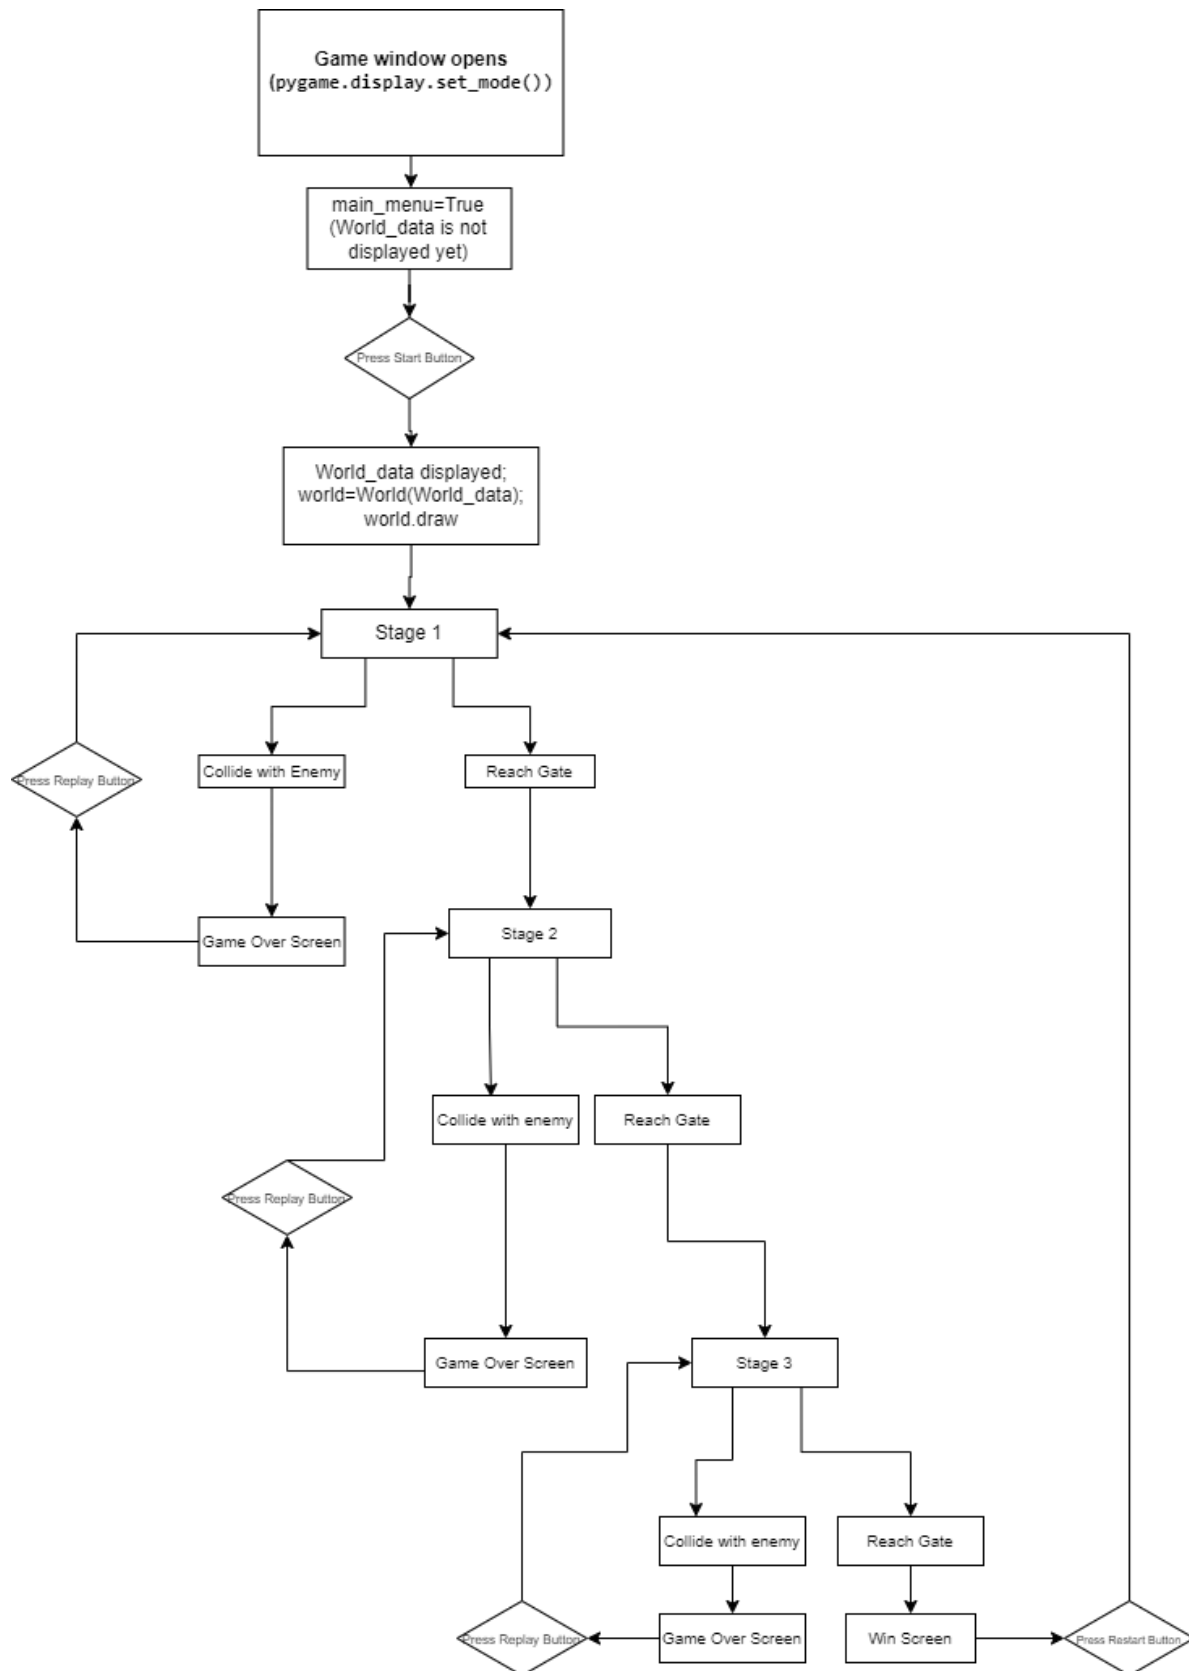 Game window opens
(pygame.display.set_mode())
main_menu=True
(World_data is not
displayed yet)
Press Start Button
World_data displayed;
world=World(World_data);
world.draw
Stage 1
Press Replay Button
Collide with Enemy
Reach Gate
Game Over Screen
Stage 2
Collide with enemy
Reach Gate
Press Replay Button
Game Over Screen
Stage 3
Collide with enemy
Reach Gate
Press Replay Button
Game Over Screen
Win Screen
Press Restart Button